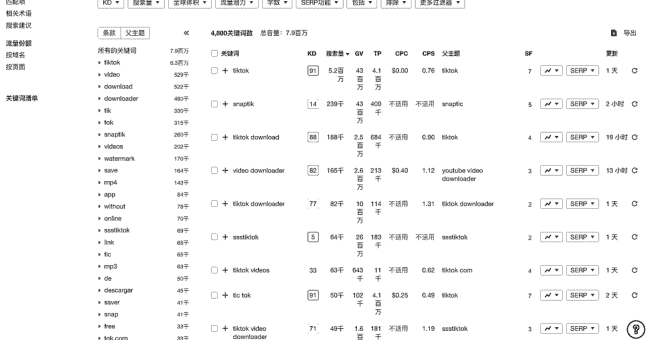 匹配项
相关术语
搜索建议
流量份额
按域名
按页面
关键词清单
KD ▾ 搜索量 ▾ 全球体积 ▾ 流量潜力 ▾ 字数 ▾ SERP功能 ▾ 包括 ▾ 排除 ▾ 更多过滤器 ▾
条款 父主题 «
所有的关键词 7.9百万
tiktok 6.3百万
video 529千
download 522千
downloader 480千
tik 330千
tok 315千
snaptik 260千
videos 202千
watermark 170千
save 164千
mp4 143千
app 84千
without 78千
online 70千
ssstiktok 69千
link 68千
tic 65千
mp3 63千
de 50千
descargar 45千
saver 41千
snap 41千
free 33千
tok.com 33千
4,800关键词数 总音量: 7.9百万 导出
关键词 KD 搜索量 ▾ GV TP CPC CPS 父主题 SF 更新
+ tiktok 91 5.2百万 43百万 4.1百万 $0.00 0.76 tiktok 7 SERP ▾ 1 天
+ snaptik 14 239千 43百万 409千 不适用 不适用 snaptic 5 SERP ▾ 2 小时
+ tiktok download 88 188千 2.5百万 684千 不适用 0.90 tiktok 4 SERP ▾ 19 小时
+ video downloader 82 165千 2.6百万 213千 $0.40 1.12 youtube video downloader 3 SERP ▾ 13 小时
+ tiktok downloader 77 82千 10百万 114千 不适用 1.31 tiktok downloader 2 SERP ▾ 1 天
+ ssstiktok 5 64千 26百万 183千 不适用 不适用 ssstiktok 2 SERP ▾ 1 天
+ tiktok videos 33 63千 643千 11千 不适用 0.62 tiktok com 4 SERP ▾ 1 天
+ tic tok 91 50千 102千 4.1百万 $0.25 0.49 tiktok 7 SERP ▾ 2 天
+ tiktok video downloader 71 49千 1.6百 181千 不适用 1.19 ssstiktok 3 SERP ▾ 1 天
?